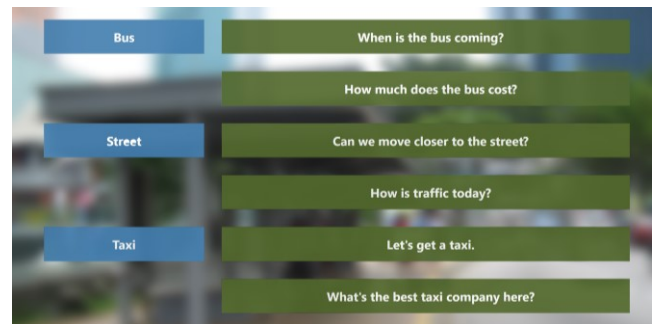 Bus
When is the bus coming?
How much does the bus cost?
Street
Can we move closer to the street?
How is traffic today?
Taxi
Let's get a taxi.
What's the best taxi company here?